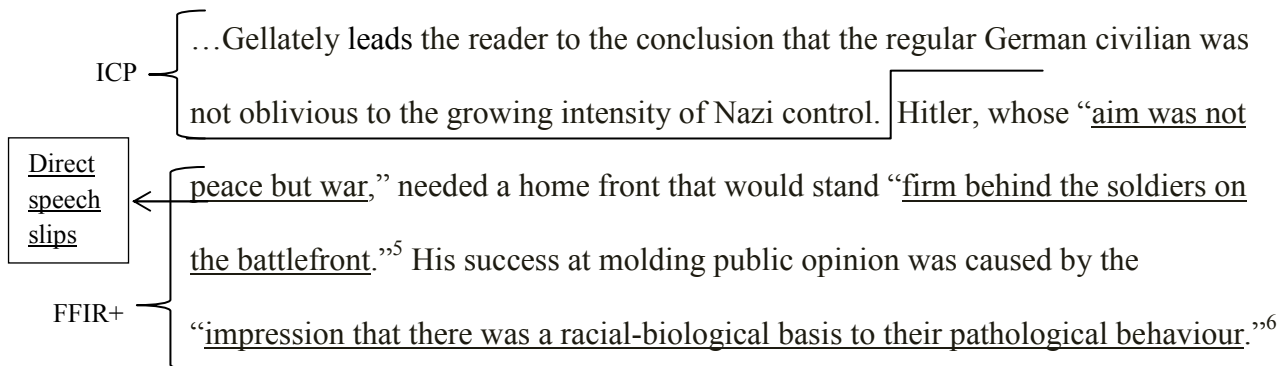 …Gellately leads the reader to the conclusion that the regular German civilian was
ICP
not oblivious to the growing intensity of Nazi control. Hitler, whose “aim was not
Direct
speech
slips
peace but war,” needed a home front that would stand “firm behind the soldiers on
the battlefront.”5 His success at molding public opinion was caused by the
FFIR+
“impression that there was a racial-biological basis to their pathological behaviour.”6